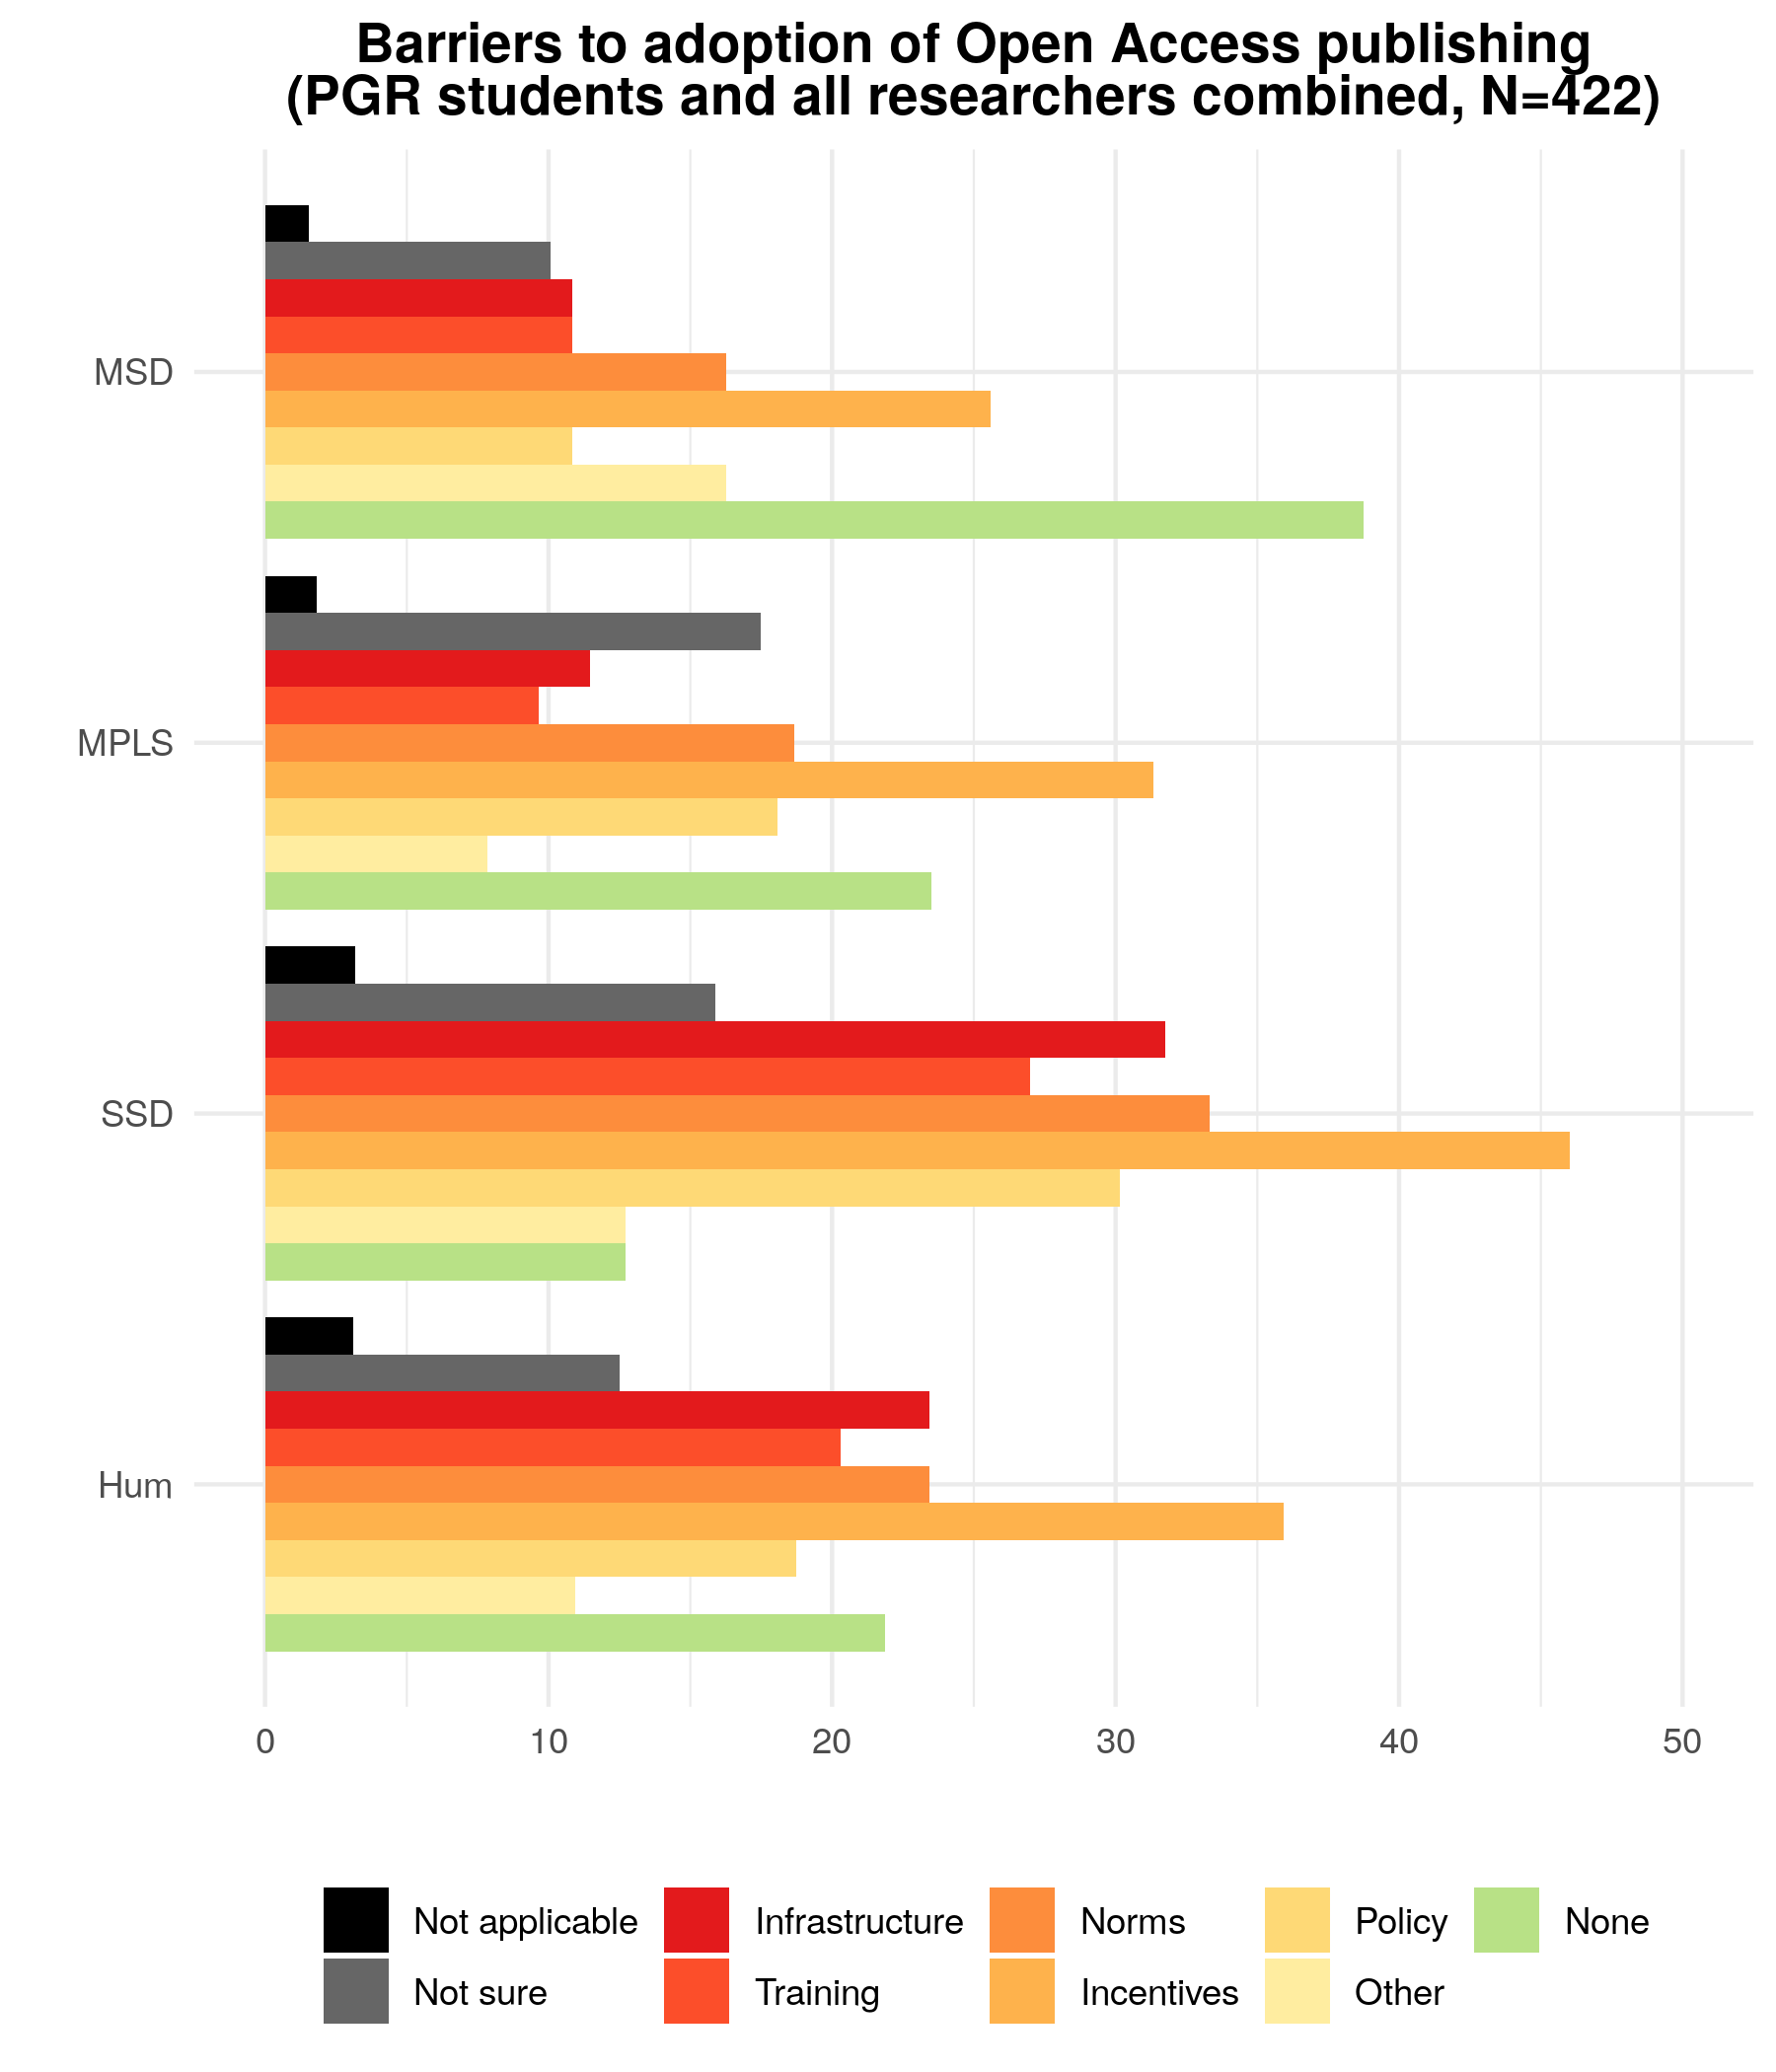 Barriers to adoption of Open Access publishing
(PGR students and all researchers combined, N=422)
MSD
MPLS
SSD
Hum
0 10 20 30 40 50
Not applicable Infrastructure Norms Policy None
Not sure Training Incentives Other